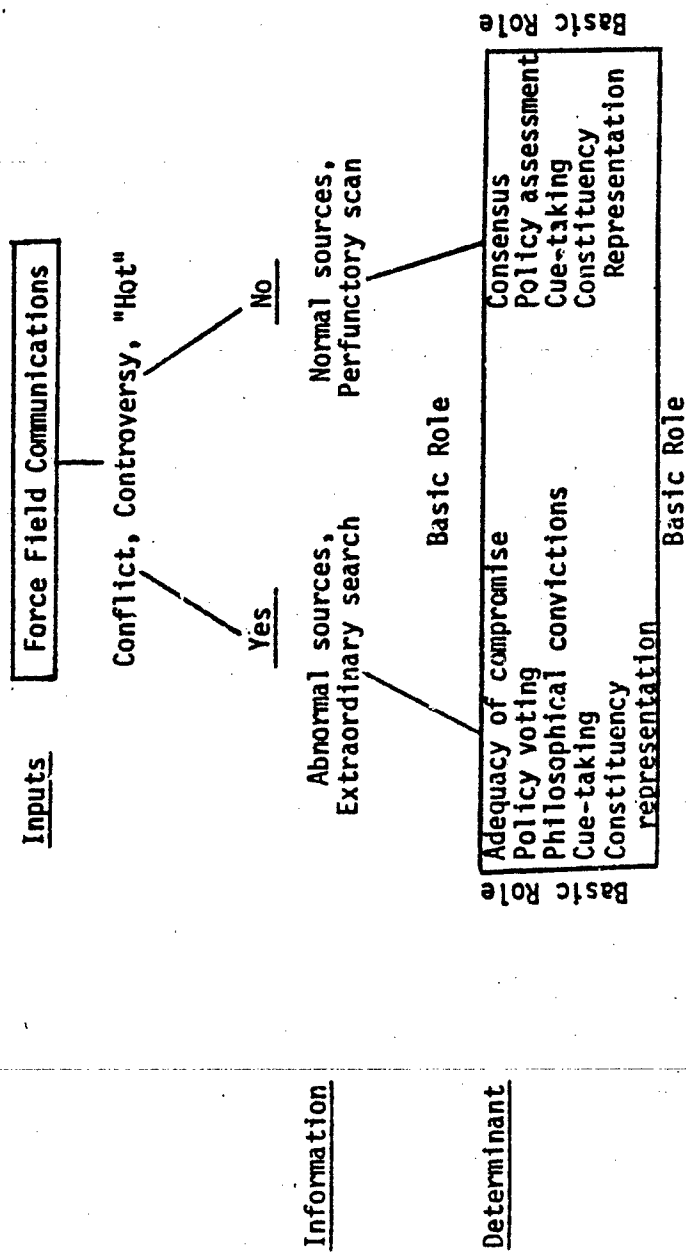 Inputs
Force Field Communications
Conflict, Controversy, "Hot"
Yes
No
Information
Abnormal sources,
Extraordinary search
Normal sources,
Perfunctory scan
Basic Role
Determinant
Basic Role
Adequacy of compromise
Policy voting
Philosophical convictions
Cue-taking
Constituency
representation
Consensus
Policy assessment
Cue-taking
Constituency
Representation
Basic Role
Basic Role